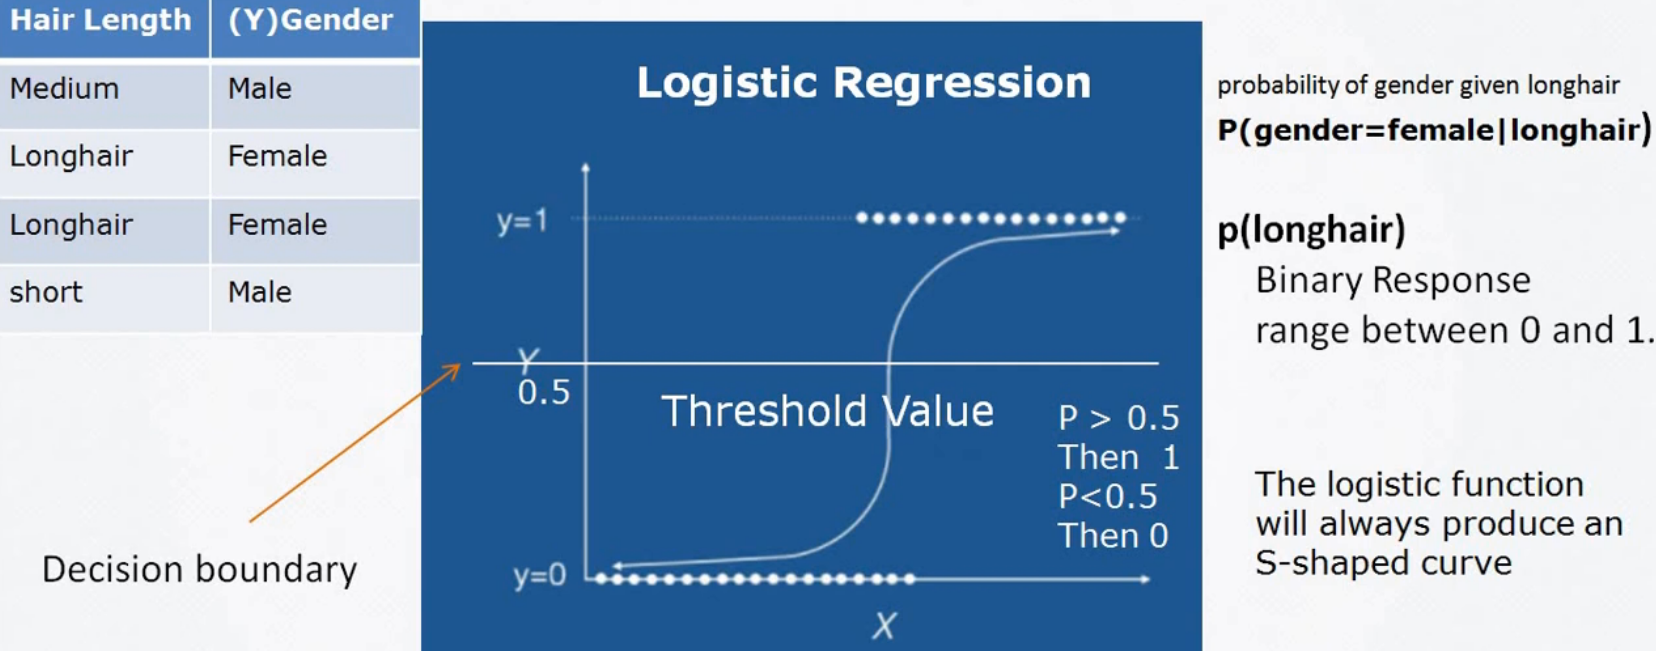 Hair Length (Y)Gender
Medium Male
Longhair Female
Longhair Female
short Male
Decision boundary
Logistic Regression
y=1
Y
0.5
Threshold Value
P > 0.5
Then 1
P<0.5
Then 0
y=0
X
probability of gender given longhair
P(gender=female|longhair)
p(longhair)
Binary Response
range between 0 and 1.
The logistic function
will always produce an
S-shaped curve